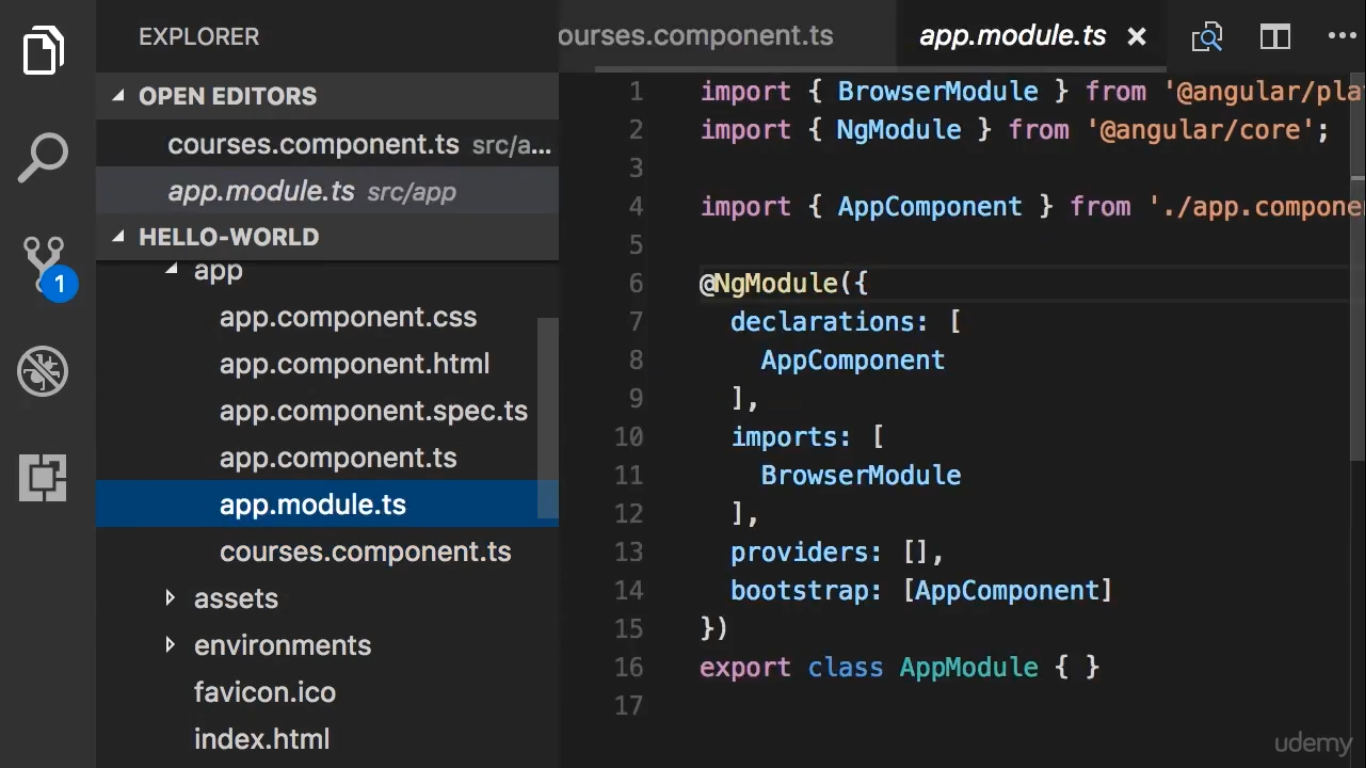 EXPLORER
OPEN EDITORS
courses.component.ts src/a...
app.module.ts src/app
HELLO-WORLD
app
app.component.css
app.component.html
app.component.spec.ts
app.component.ts
app.module.ts
courses.component.ts
assets
environments
favicon.ico
index.html
1
ourses.component.ts
app.module.ts
1 import { BrowserModule } from '@angular/pla
2 import { NgModule } from '@angular/core';
3
4 import { AppComponent } from './app.compone
5
6 @NgModule({
7   declarations: [
8     AppComponent
9   ],
10   imports: [
11     BrowserModule
12   ],
13   providers: [],
14   bootstrap: [AppComponent]
15 })
16 export class AppModule { }
17
udemy